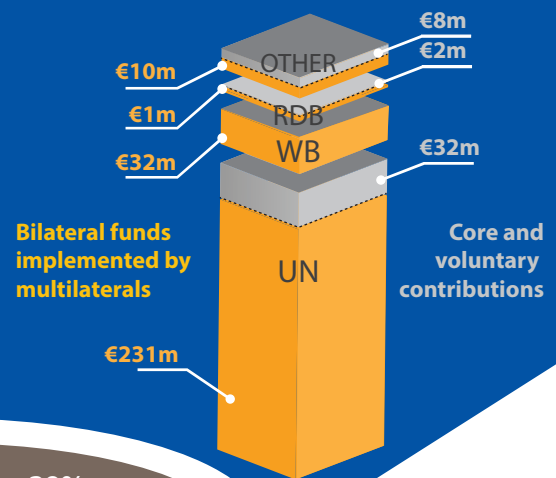 €8m
€2m
OTHER
€10m
€1m
RDB
WB
€32m
€32m
Bilateral funds
implemented by
multilaterals
Core and
voluntary
contributions
UN
€231m